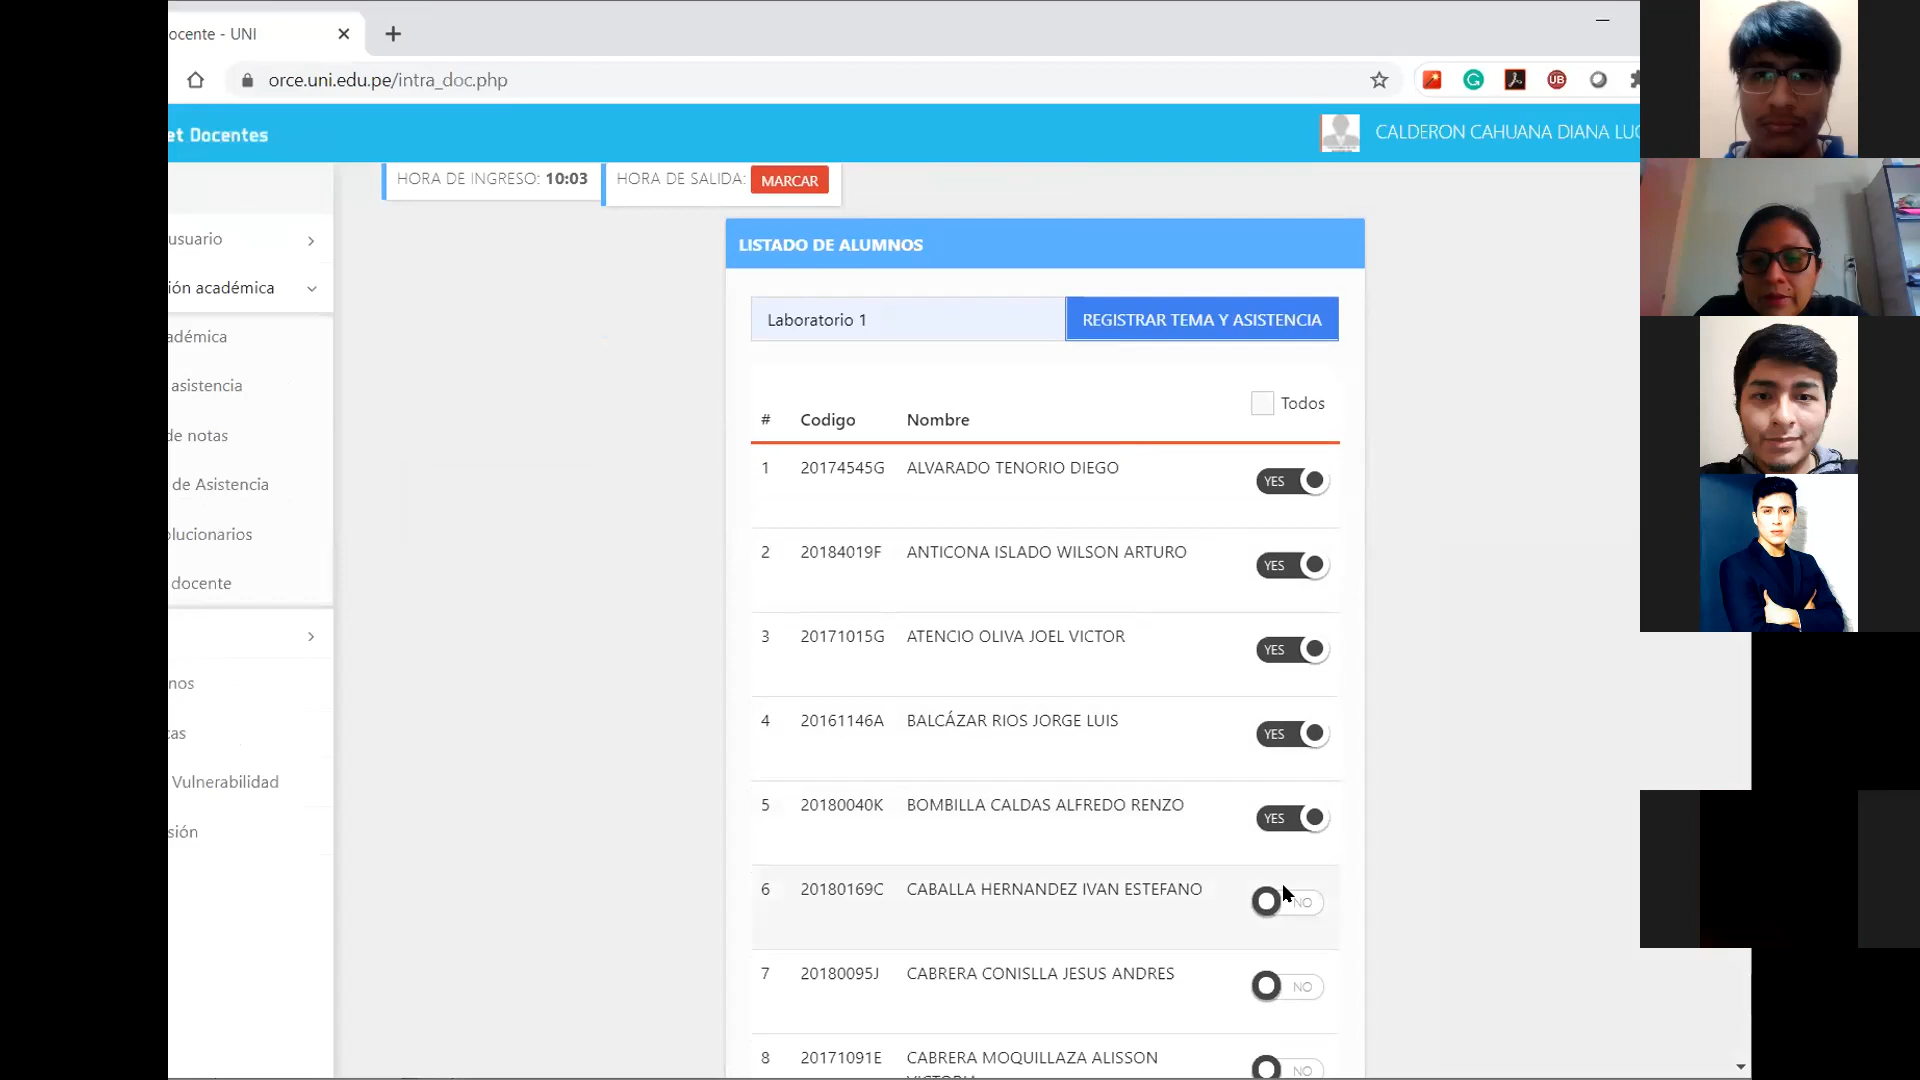 ocente - UNI
orce.uni.edu.pe/intra_doc.php
UB
et Docentes
CALDERON CAHUANA DIANA LUC
HORA DE INGRESO: 10:03
HORA DE SALIDA: MARCAR
usuario
ión académica
adémica
asistencia
de notas
de Asistencia
olucionarios
docente
nos
cas
Vulnerabilidad
sión
LISTADO DE ALUMNOS
Laboratorio 1
REGISTRAR TEMA Y ASISTENCIA
# Codigo Nombre Todos
1 20174545G ALVARADO TENORIO DIEGO YES
2 20184019F ANTICONA ISLADO WILSON ARTURO YES
3 20171015G ATENCIO OLIVA JOEL VICTOR YES
4 20161146A BALCÁZAR RIOS JORGE LUIS YES
5 20180040K BOMBILLA CALDAS ALFREDO RENZO YES
6 20180169C CABALLA HERNANDEZ IVAN ESTEFANO NO
7 20180095J CABRERA CONISLLA JESUS ANDRES NO
8 20171091E CABRERA MOQUILLAZA ALISSON NO